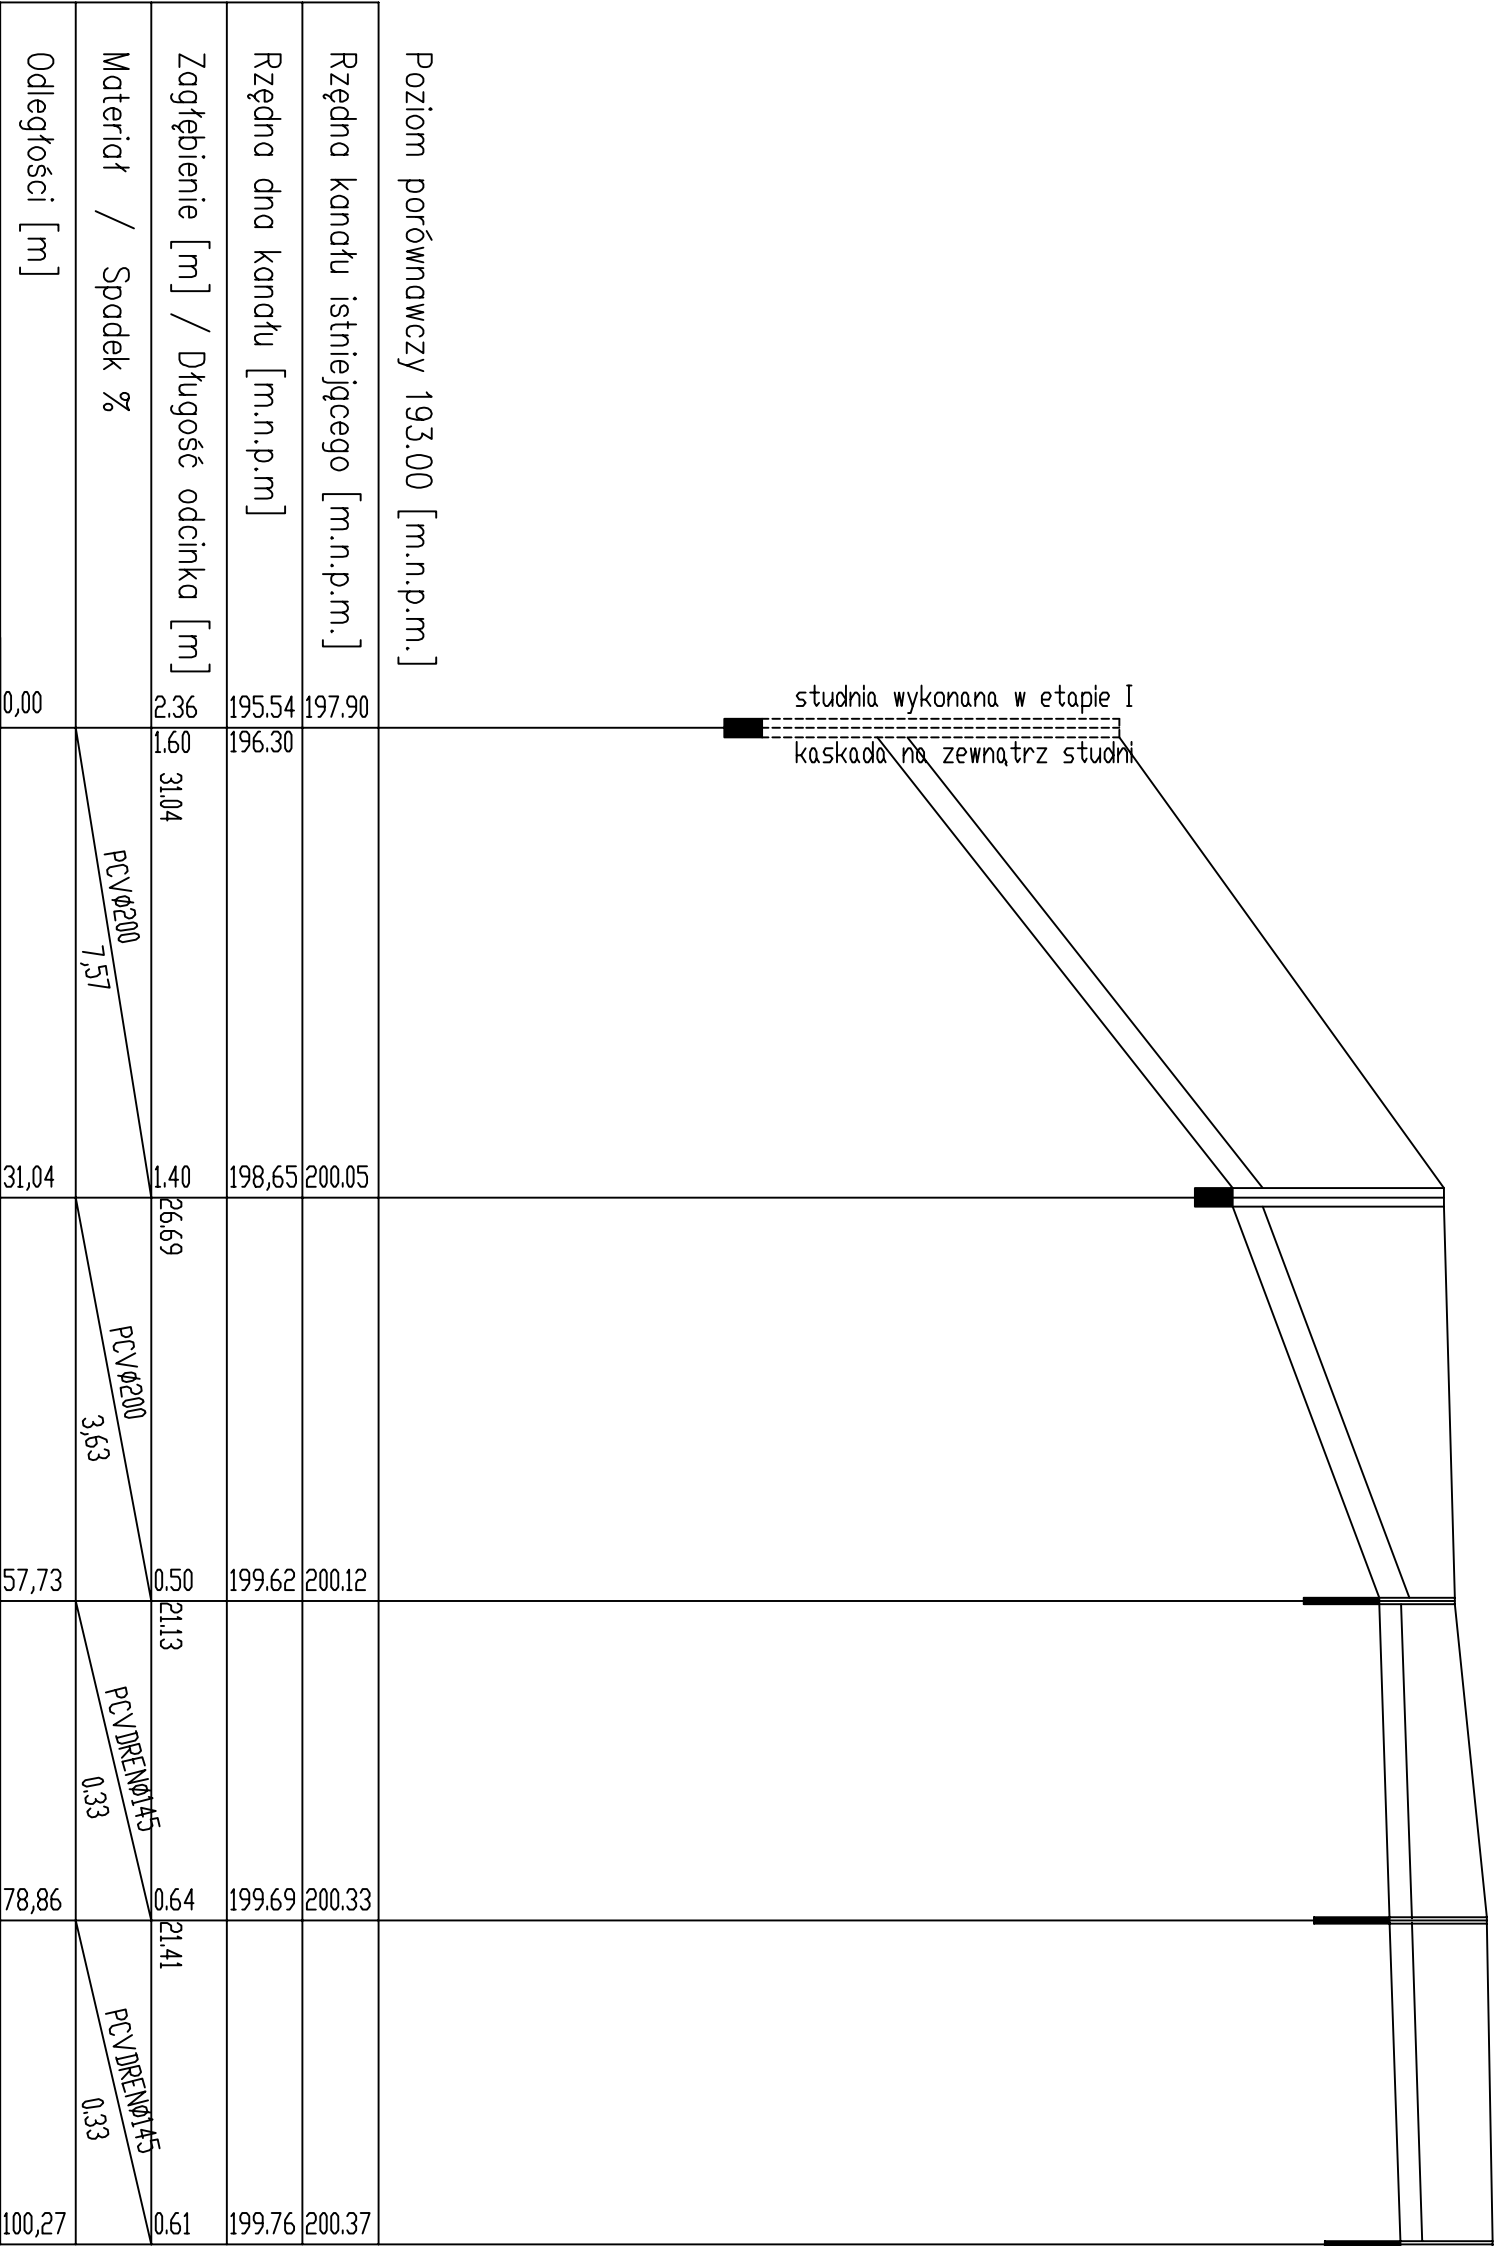 studnia wykonana w etapie I
kaskada na zewnątrz studni
Poziom porównawczy 193.00 [m.n.p.m.]
Rzędna kanału istniejącego [m.n.p.m.]
197.90
200.05
200.12
200.33
200.37
Rzędna dna kanału [m.n.p.m]
195.54
196.30
198,65
199.62
199.69
199.76
Zagłębienie [m] / Długość odcinka [m]
2.36
1.60
31.04
1.40
26.69
0.50
21.13
0.64
21.41
0.61
Materiał / Spadek %
PCVø200
7,57
PCVø200
3,63
PCVDRENø145
0.33
PCVDRENø145
0.33
Odległości [m]
0,00
31,04
57,73
78,86
100,27